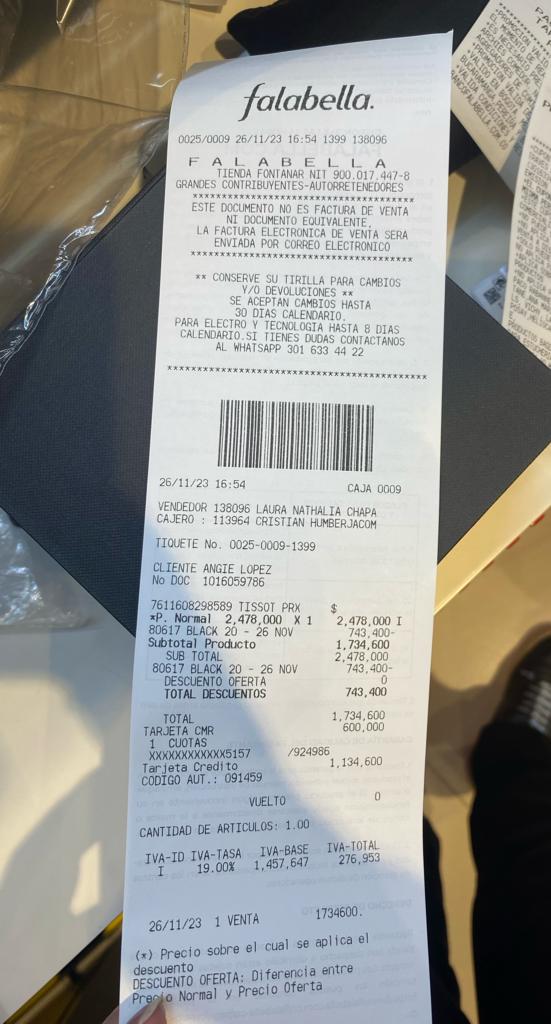 falabella.
0025/0009 26/11/23 16:54 1399 138096
FALABELLA
TIENDA FONTANAR NIT 900.017.447-8
GRANDES CONTRIBUYENTES-AUTORRETENEDORES
******************************************
ESTE DOCUMENTO NO ES FACTURA DE VENTA
NI DOCUMENTO EQUIVALENTE,
LA FACTURA ELECTRONICA DE VENTA SERA
ENVIADA POR CORREO ELECTRONICO
******************************************
** CONSERVE SU TIRILLA PARA CAMBIOS
Y/O DEVOLUCIONES **
SE ACEPTAN CAMBIOS HASTA
30 DIAS CALENDARIO.
PARA ELECTRO Y TECNOLOGIA HASTA 8 DIAS
CALENDARIO.SI TIENES DUDAS CONTACTANOS
AL WHATSAPP 301 633 44 22
******************************************
26/11/23 16:54 CAJA 0009
VENDEDOR 138096 LAURA NATHALIA CHAPA
CAJERO : 113964 CRISTIAN HUMBERJACOM
TIQUETE No. 0025-0009-1399
CLIENTE ANGIE LOPEZ
No DOC 1016059786
7611608298589 TISSOT PRX $
*P. Normal 2,478,000 X 1 2,478,000 I
80617 BLACK 20 - 26 NOV 743,400-
Subtotal Producto 1,734,600
SUB TOTAL 2,478,000
80617 BLACK 20 - 26 NOV 743,400-
DESCUENTO OFERTA 0
TOTAL DESCUENTOS 743,400
TOTAL 1,734,600
TARJETA CMR 600,000
1 CUOTAS
XXXXXXXXXXXX5157 /924986
Tarjeta Credito 1,134,600
CODIGO AUT.: 091459
VUELTO 0
CANTIDAD DE ARTICULOS: 1.00
IVA-ID IVA-TASA IVA-BASE IVA-TOTAL
I 19.00% 1,457,647 276,953
26/11/23 1 VENTA 1734600.
(*) Precio sobre el cual se aplica el
descuento
DESCUENTO OFERTA: Diferencia entre
Precio Normal y Precio Oferta